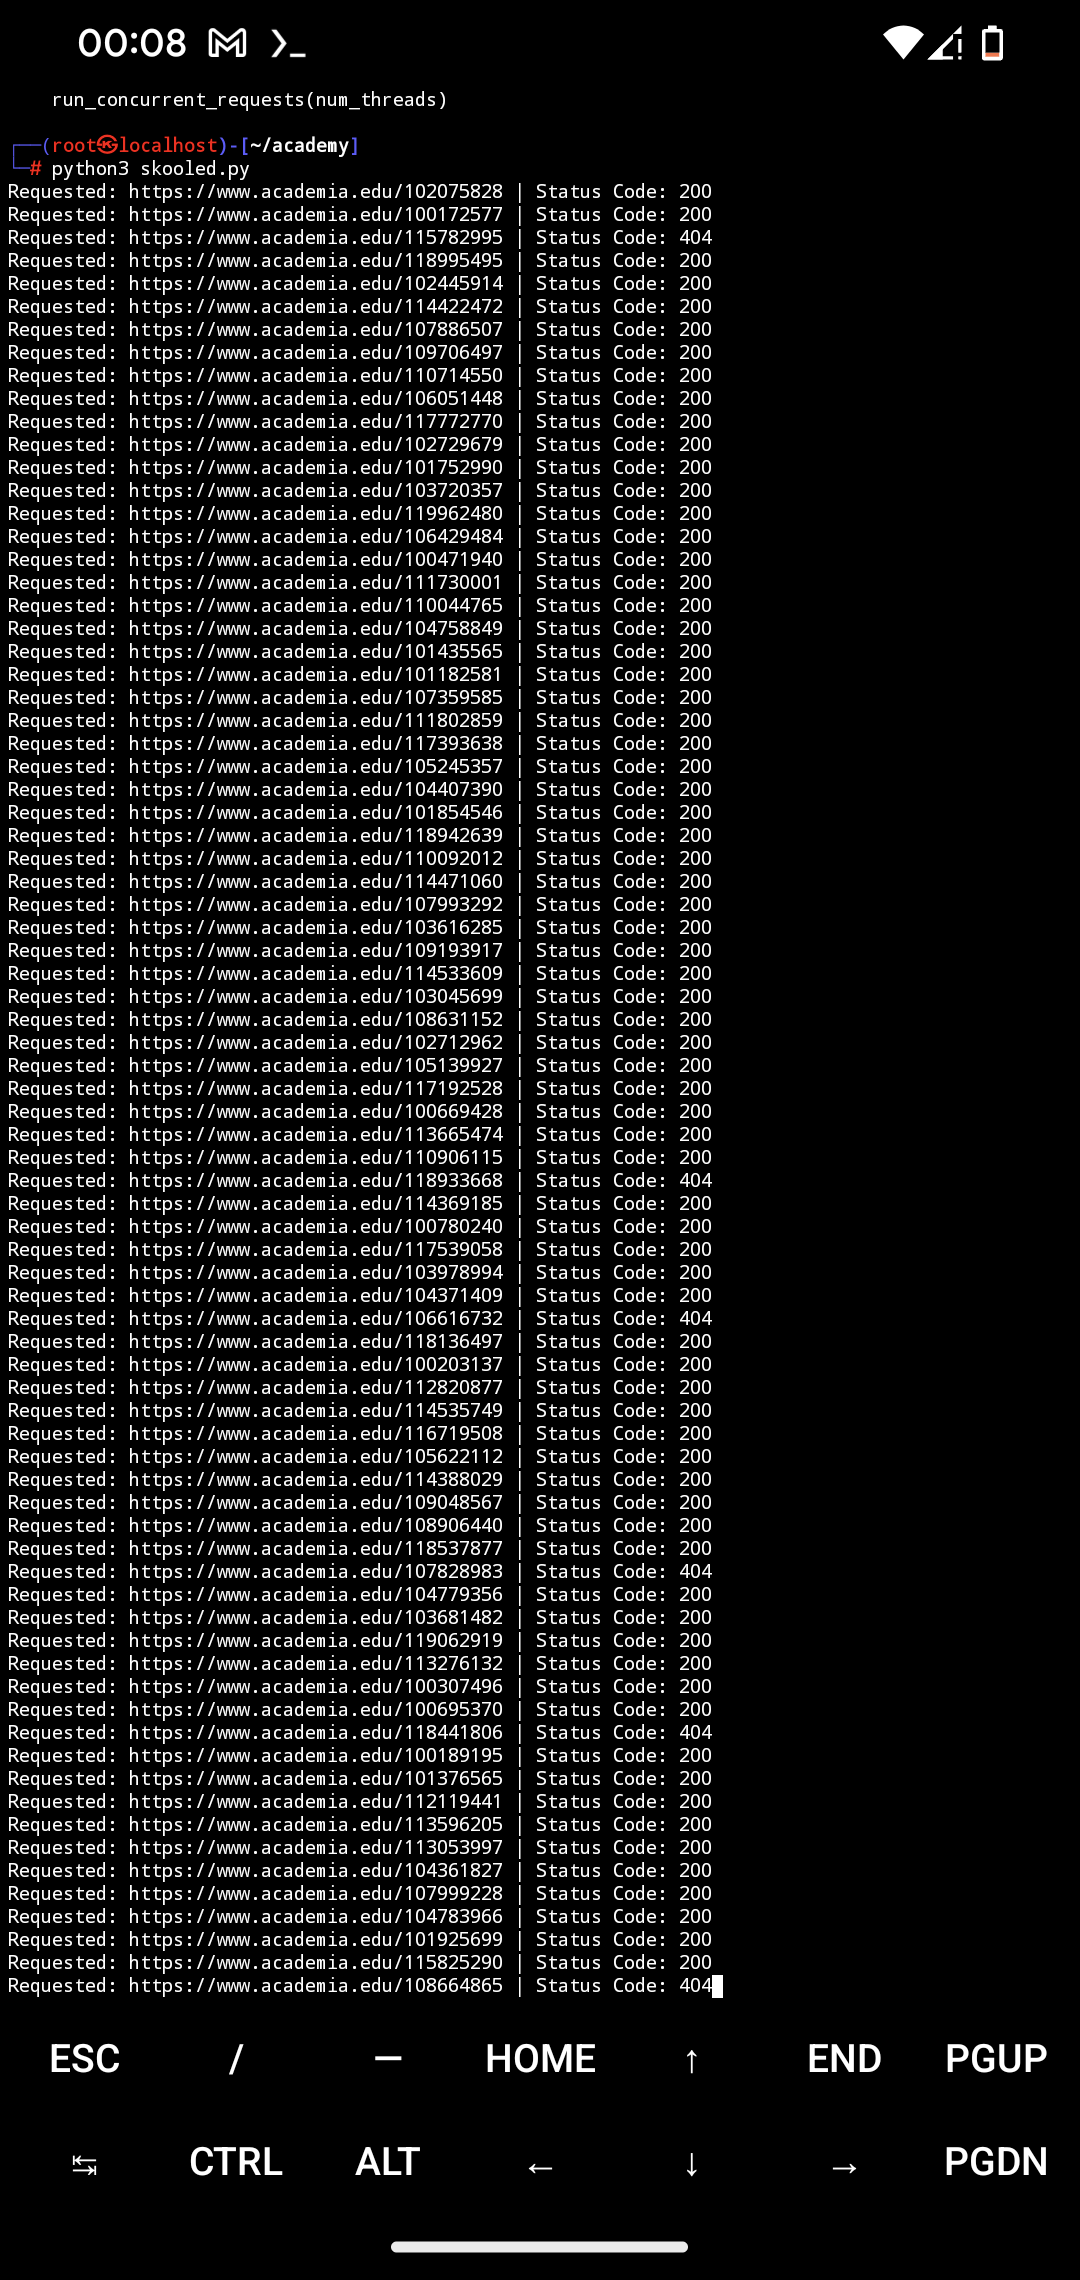 00:08
run_concurrent_requests(num_threads)
┌──(root㉿localhost)-[~/academy]
└─# python3 skooled.py
Requested: https://www.academia.edu/102075828 | Status Code: 200
Requested: https://www.academia.edu/100172577 | Status Code: 200
Requested: https://www.academia.edu/115782995 | Status Code: 404
Requested: https://www.academia.edu/118995495 | Status Code: 200
Requested: https://www.academia.edu/102445914 | Status Code: 200
Requested: https://www.academia.edu/114422472 | Status Code: 200
Requested: https://www.academia.edu/107886507 | Status Code: 200
Requested: https://www.academia.edu/109706497 | Status Code: 200
Requested: https://www.academia.edu/110714550 | Status Code: 200
Requested: https://www.academia.edu/106051448 | Status Code: 200
Requested: https://www.academia.edu/117772770 | Status Code: 200
Requested: https://www.academia.edu/102729679 | Status Code: 200
Requested: https://www.academia.edu/101752990 | Status Code: 200
Requested: https://www.academia.edu/103720357 | Status Code: 200
Requested: https://www.academia.edu/119962480 | Status Code: 200
Requested: https://www.academia.edu/106429484 | Status Code: 200
Requested: https://www.academia.edu/100471940 | Status Code: 200
Requested: https://www.academia.edu/111730001 | Status Code: 200
Requested: https://www.academia.edu/110044765 | Status Code: 200
Requested: https://www.academia.edu/104758849 | Status Code: 200
Requested: https://www.academia.edu/101435565 | Status Code: 200
Requested: https://www.academia.edu/101182581 | Status Code: 200
Requested: https://www.academia.edu/107359585 | Status Code: 200
Requested: https://www.academia.edu/111802859 | Status Code: 200
Requested: https://www.academia.edu/117393638 | Status Code: 200
Requested: https://www.academia.edu/105245357 | Status Code: 200
Requested: https://www.academia.edu/104407390 | Status Code: 200
Requested: https://www.academia.edu/101854546 | Status Code: 200
Requested: https://www.academia.edu/118942639 | Status Code: 200
Requested: https://www.academia.edu/110092012 | Status Code: 200
Requested: https://www.academia.edu/114471060 | Status Code: 200
Requested: https://www.academia.edu/107993292 | Status Code: 200
Requested: https://www.academia.edu/103616285 | Status Code: 200
Requested: https://www.academia.edu/109193917 | Status Code: 200
Requested: https://www.academia.edu/114533609 | Status Code: 200
Requested: https://www.academia.edu/103045699 | Status Code: 200
Requested: https://www.academia.edu/108631152 | Status Code: 200
Requested: https://www.academia.edu/102712962 | Status Code: 200
Requested: https://www.academia.edu/105139927 | Status Code: 200
Requested: https://www.academia.edu/117192528 | Status Code: 200
Requested: https://www.academia.edu/100669428 | Status Code: 200
Requested: https://www.academia.edu/113665474 | Status Code: 200
Requested: https://www.academia.edu/110906115 | Status Code: 200
Requested: https://www.academia.edu/118933668 | Status Code: 404
Requested: https://www.academia.edu/114369185 | Status Code: 200
Requested: https://www.academia.edu/100780240 | Status Code: 200
Requested: https://www.academia.edu/117539058 | Status Code: 200
Requested: https://www.academia.edu/103978994 | Status Code: 200
Requested: https://www.academia.edu/104371409 | Status Code: 200
Requested: https://www.academia.edu/106616732 | Status Code: 404
Requested: https://www.academia.edu/118136497 | Status Code: 200
Requested: https://www.academia.edu/100203137 | Status Code: 200
Requested: https://www.academia.edu/112820877 | Status Code: 200
Requested: https://www.academia.edu/114535749 | Status Code: 200
Requested: https://www.academia.edu/116719508 | Status Code: 200
Requested: https://www.academia.edu/105622112 | Status Code: 200
Requested: https://www.academia.edu/114388029 | Status Code: 200
Requested: https://www.academia.edu/109048567 | Status Code: 200
Requested: https://www.academia.edu/108906440 | Status Code: 200
Requested: https://www.academia.edu/118537877 | Status Code: 200
Requested: https://www.academia.edu/107828983 | Status Code: 404
Requested: https://www.academia.edu/104779356 | Status Code: 200
Requested: https://www.academia.edu/103681482 | Status Code: 200
Requested: https://www.academia.edu/119062919 | Status Code: 200
Requested: https://www.academia.edu/113276132 | Status Code: 200
Requested: https://www.academia.edu/100307496 | Status Code: 200
Requested: https://www.academia.edu/100695370 | Status Code: 200
Requested: https://www.academia.edu/118441806 | Status Code: 404
Requested: https://www.academia.edu/100189195 | Status Code: 200
Requested: https://www.academia.edu/101376565 | Status Code: 200
Requested: https://www.academia.edu/112119441 | Status Code: 200
Requested: https://www.academia.edu/113596205 | Status Code: 200
Requested: https://www.academia.edu/113053997 | Status Code: 200
Requested: https://www.academia.edu/104361827 | Status Code: 200
Requested: https://www.academia.edu/107999228 | Status Code: 200
Requested: https://www.academia.edu/104783966 | Status Code: 200
Requested: https://www.academia.edu/101925699 | Status Code: 200
Requested: https://www.academia.edu/115825290 | Status Code: 200
Requested: https://www.academia.edu/108664865 | Status Code: 404
ESC / — HOME ↑ END PGUP
↹ CTRL ALT ← ↓ → PGDN